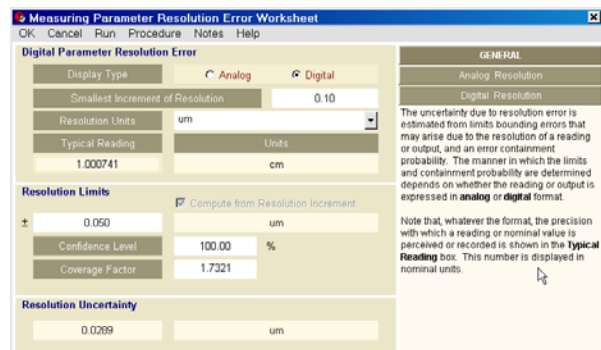 Measuring Parameter Resolution Error Worksheet
OK Cancel Run Procedure Notes Help
Digital Parameter Resolution Error
Display Type Analog Digital
Smallest Increment of Resolution 0.10
Resolution Units um
Typical Reading Units
1.000741 cm
Resolution Limits
Compute from Resolution Increment
± 0.050 um
Confidence Level 100.00 %
Coverage Factor 1.7321
Resolution Uncertainty
0.0289 um
GENERAL
Analog Resolution
Digital Resolution
The uncertainty due to resolution error is
estimated from limits bounding errors that
may arise due to the resolution of a reading
or output, and an error containment
probability. The manner in which the limits
and containment probability are determined
depends on whether the reading or output is
expressed in analog or digital format.
Note that, whatever the format, the precision
with which a reading or nominal value is
perceived or recorded is shown in the Typical
Reading box. This number is displayed in
nominal units.